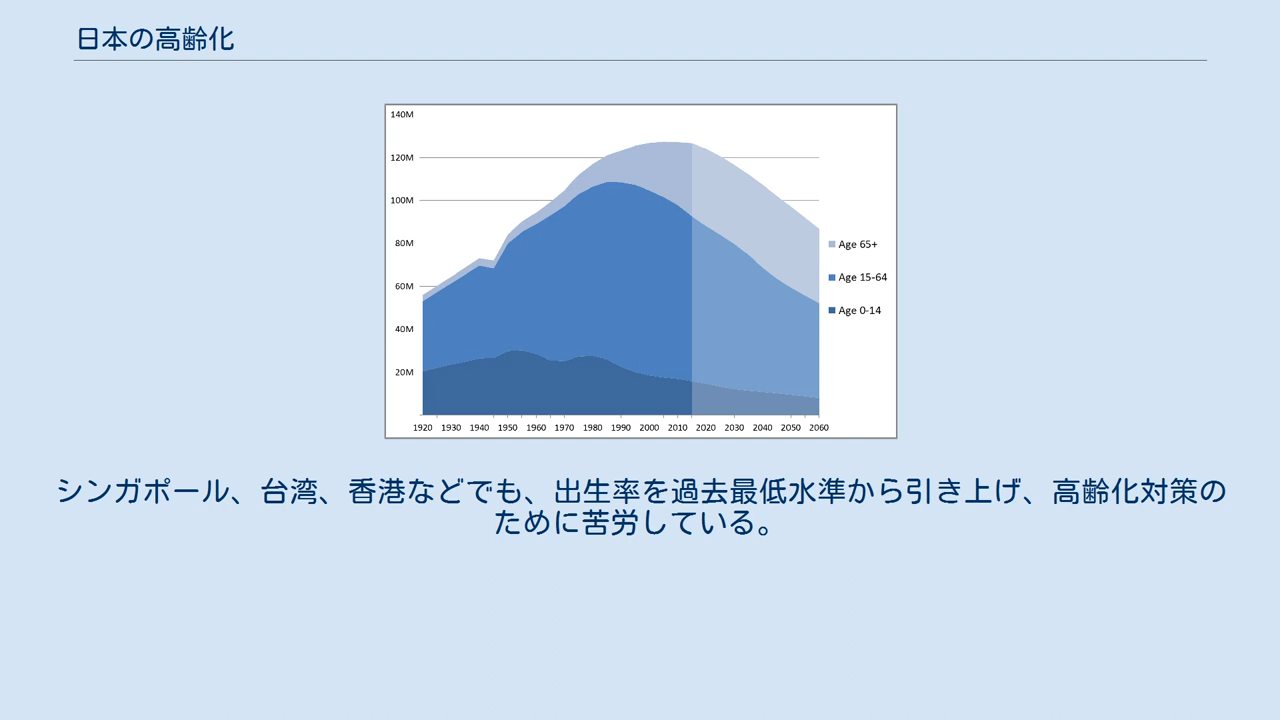 日本の高齢化
140M
120M
100M
80M
60M
40M
20M
1920 1930 1940 1950 1960 1970 1980 1990 2000 2010 2020 2030 2040 2050 2060
Age 65+
Age 15-64
Age 0-14
シンガポール、台湾、香港などでも、出生率を過去最低水準から引き上げ、高齢化対策の
ために苦労している。